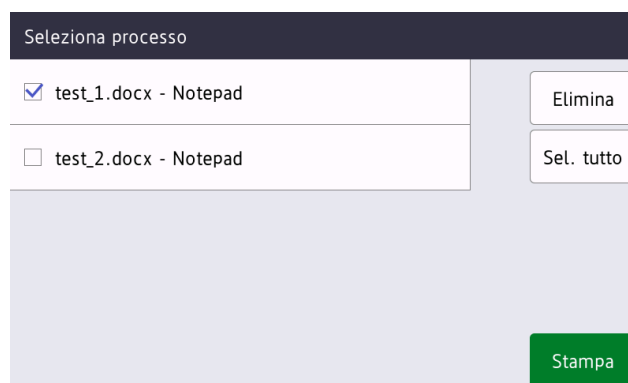 Seleziona processo
test_1.docx - Notepad
test_2.docx - Notepad
Elimina
Sel. tutto
Stampa